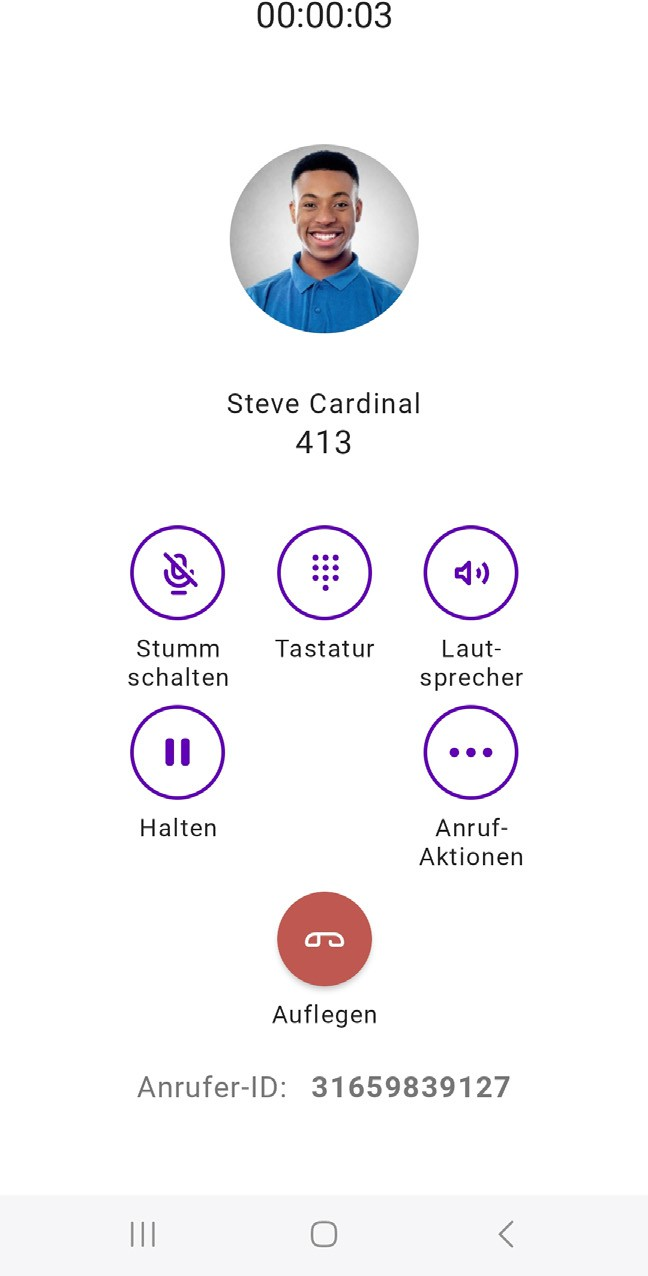 00:00:03
Steve Cardinal
413
Stumm
schalten
Tastatur
Laut-
sprecher
Halten
Anruf-
Aktionen
Auflegen
Anrufer-ID: 31659839127